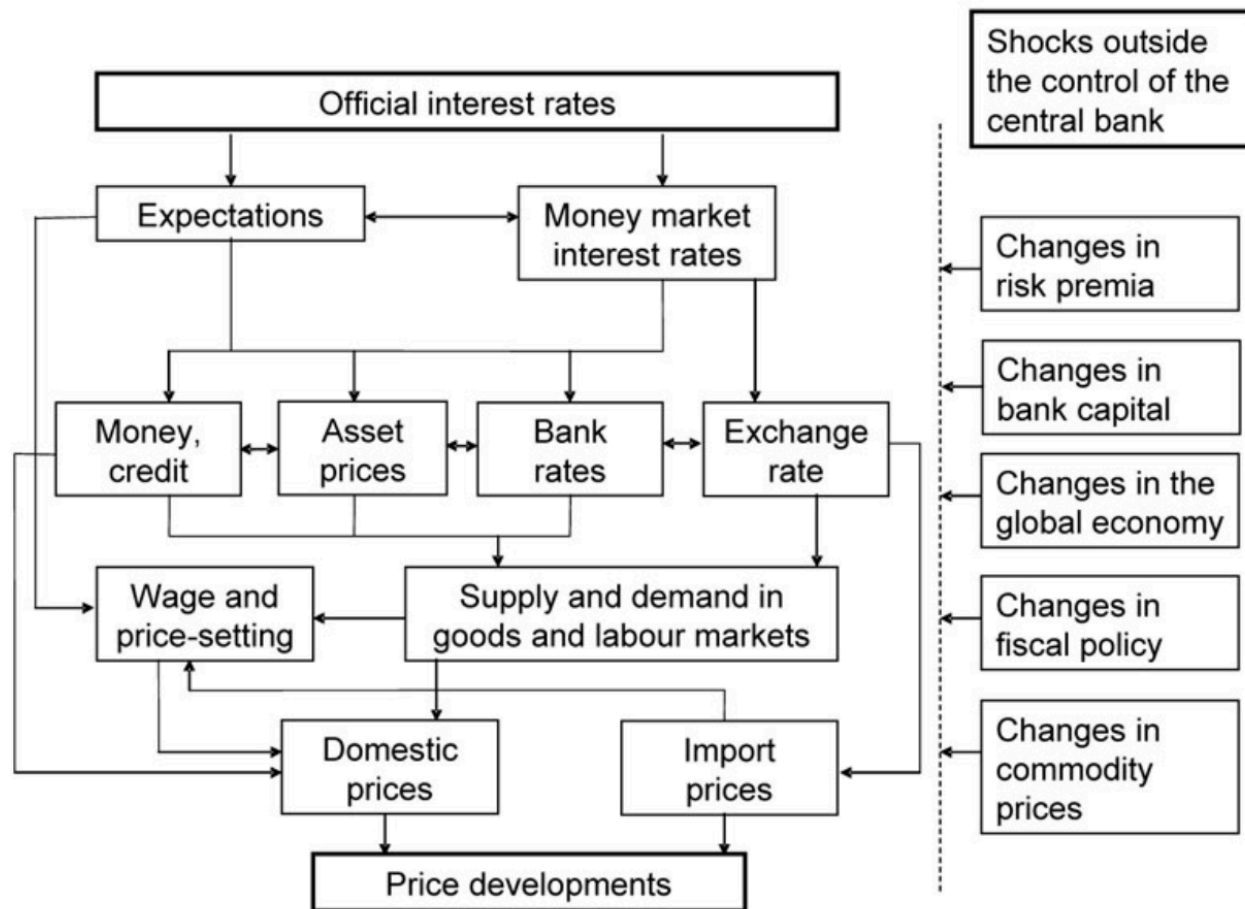 Shocks outside
the control of the
central bank
Official interest rates
Expectations
Money market
interest rates
Changes in
risk premia
Changes in
bank capital
Money,
credit
Asset
prices
Bank
rates
Exchange
rate
Changes in the
global economy
Wage and
price-setting
Supply and demand in
goods and labour markets
Changes in
fiscal policy
Domestic
prices
Import
prices
Changes in
commodity
prices
Price developments